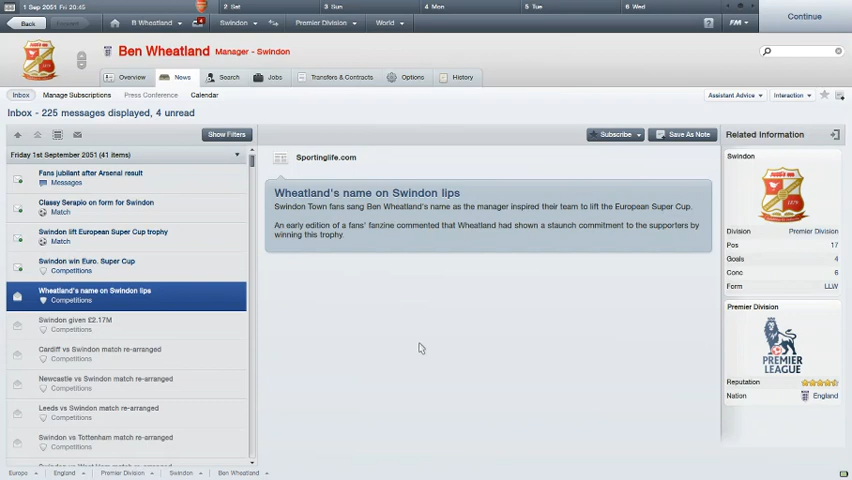 1 Sep 2051 Fri 20:45
2 Sat
3 Sun
4 Mon
5 Tue
6 Wed
Back
B Wheatland
Swindon
Premier Division
World
?
FM
Continue
Ben Wheatland Manager - Swindon
Overview
News
Search
Jobs
Transfers & Contracts
Options
History
Inbox
Manage Subscriptions
Press Conference
Calendar
Assistant Advice
Interaction
Inbox - 225 messages displayed, 4 unread
Show Filters
Subscribe
Save As Note
Related Information
Friday 1st September 2051 (41 items)
Fans jubilant after Arsenal result
Messages
Classy Serapio on form for Swindon
Match
Swindon lift European Super Cup trophy
Match
Swindon win Euro. Super Cup
Competitions
Wheatland's name on Swindon lips
Competitions
Swindon given £2.17M
Competitions
Cardiff vs Swindon match re-arranged
Competitions
Newcastle vs Swindon match re-arranged
Competitions
Leeds vs Swindon match re-arranged
Competitions
Swindon vs Tottenham match re-arranged
Competitions
Sportinglife.com
Wheatland's name on Swindon lips
Swindon Town fans sang Ben Wheatland's name as the manager inspired their team to lift the European Super Cup.
An early edition of a fans' fanzine commented that Wheatland had shown a staunch commitment to the supporters by
winning this trophy.
Swindon
Division Premier Division
Pos 17
Goals 4
Conc 6
Form LLW
Premier Division
PREMIER
LEAGUE
Reputation
Nation England
Europe
England
Premier Division
Swindon
Ben Wheatland